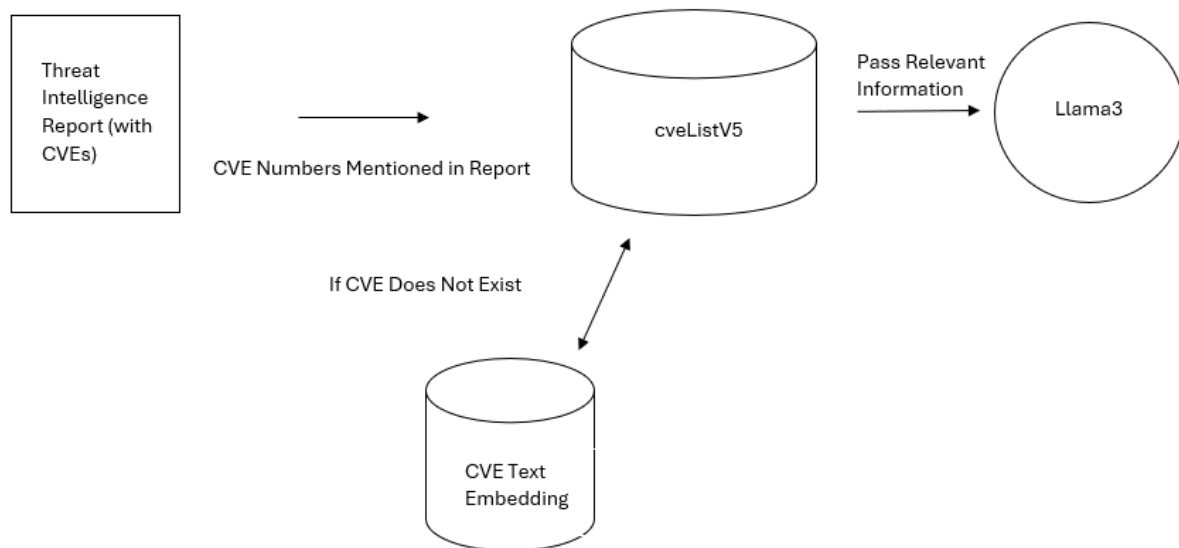 Threat
Intelligence
Report (with
CVEs)
CVE Numbers Mentioned in Report
cveListV5
Pass Relevant
Information
Llama3
If CVE Does Not Exist
CVE Text
Embedding